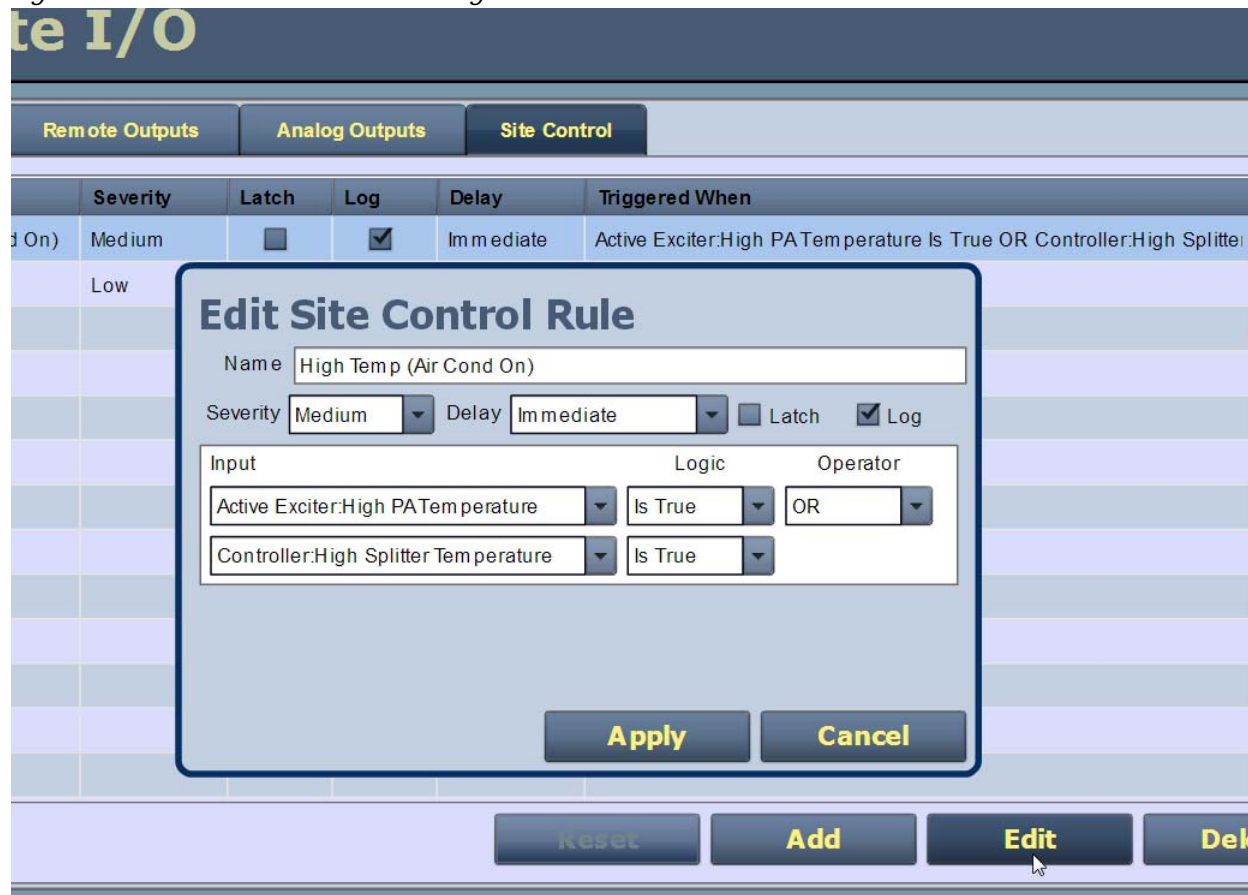 te I/O
Remote Outputs Analog Outputs Site Control
Severity Latch Log Delay Triggered When
d On) Medium Immediate Active Exciter:High PA Temperature Is True OR Controller:High Splitter
Low
Edit Site Control Rule
Name High Temp (Air Cond On)
Severity Medium Delay Immediate Latch Log
Input Logic Operator
Active Exciter:High PA Temperature Is True OR
Controller:High Splitter Temperature Is True
Apply Cancel
Reset Add Edit Del